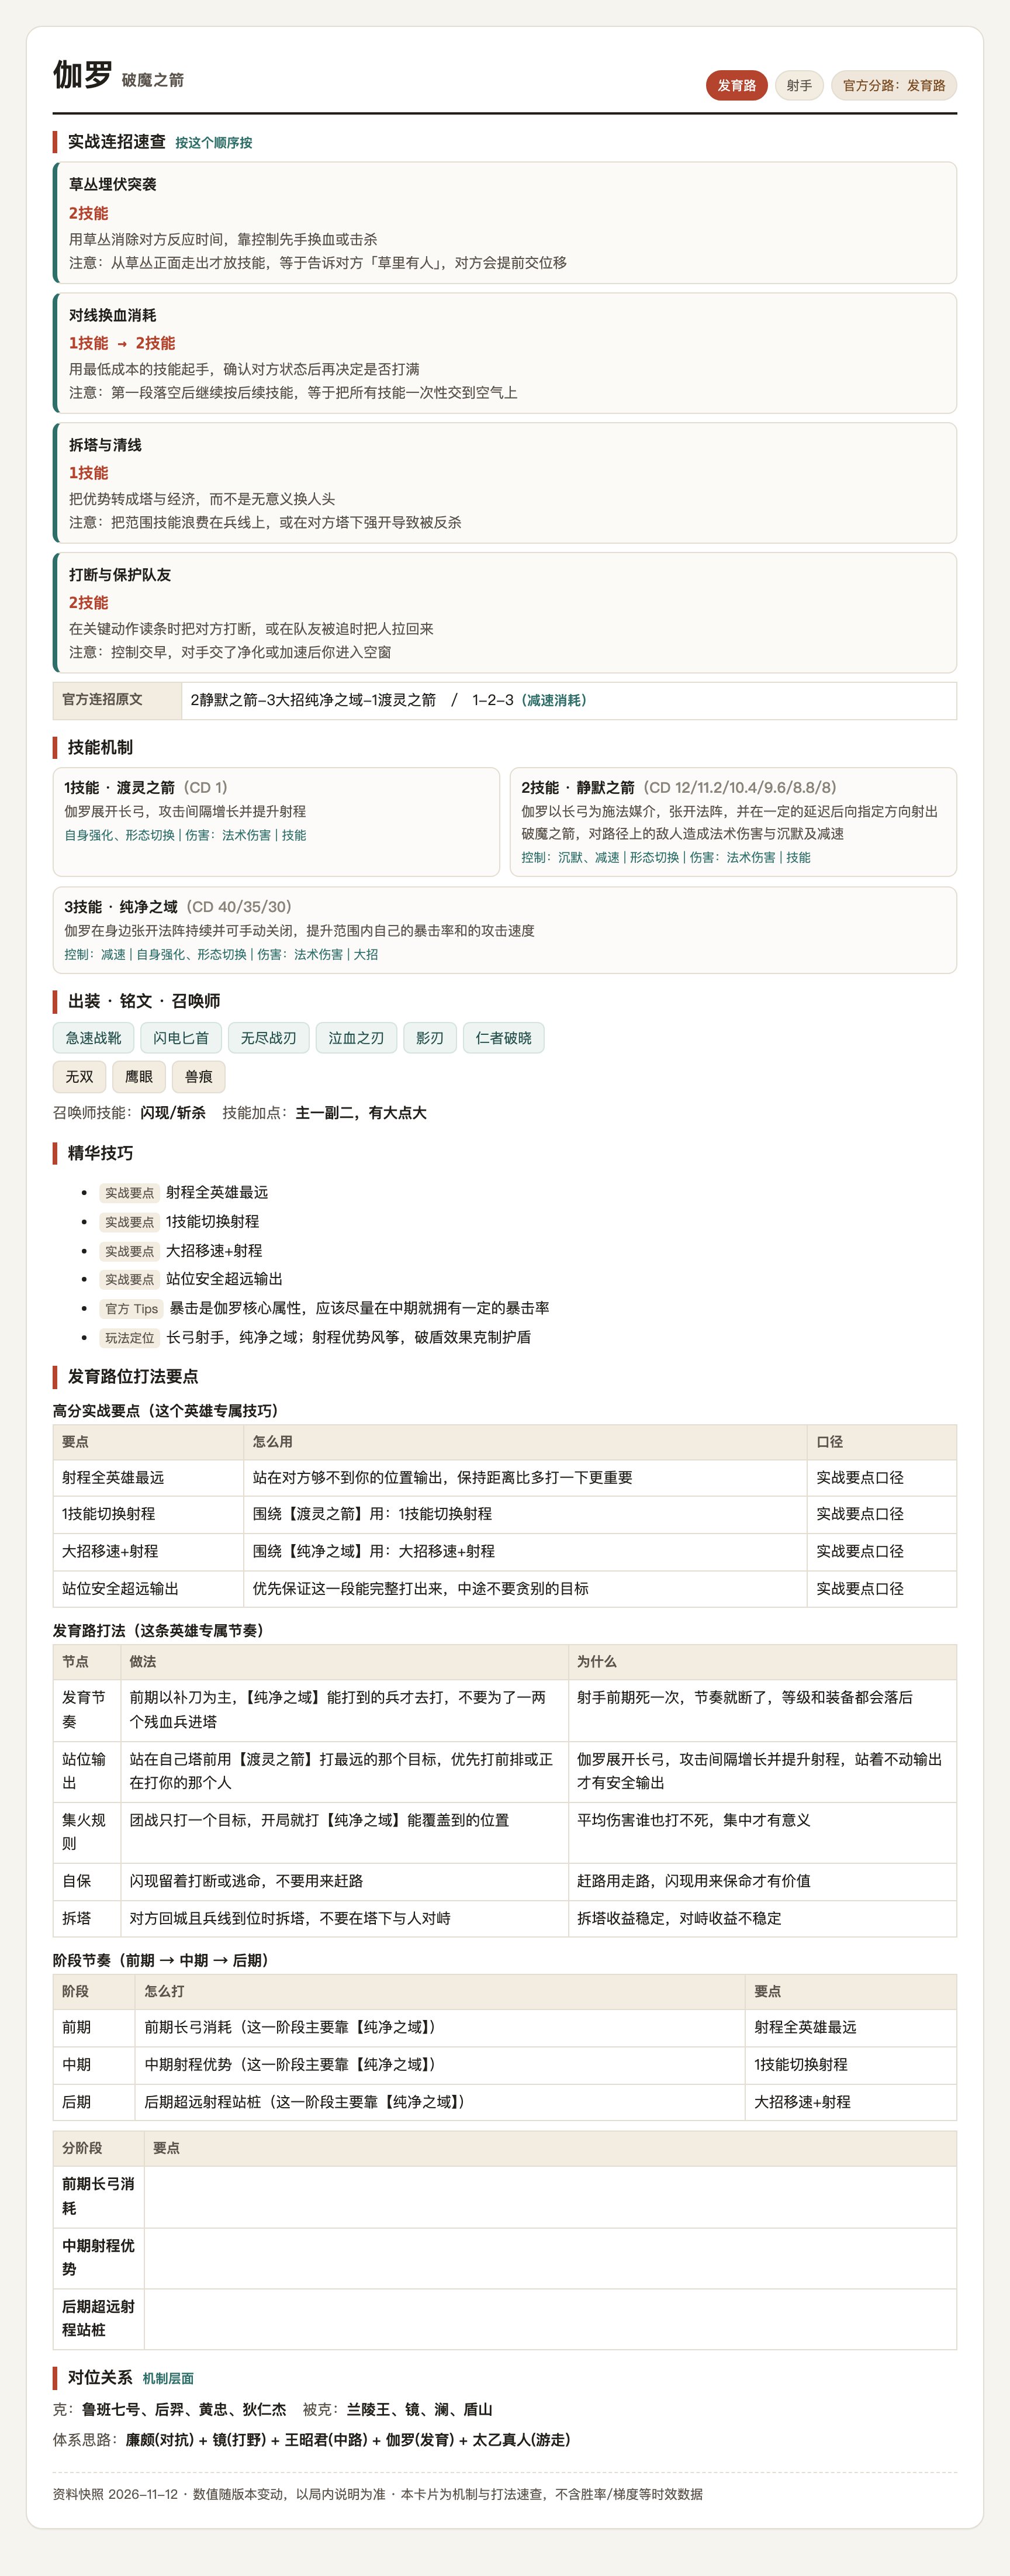 伽罗 破魔之箭
发育路 射手 官方分路：发育路
实战连招速查 按这个顺序按
草丛埋伏突袭
2技能
用草丛消除对方反应时间，靠控制先手换血或击杀
注意：从草丛正面走出才放技能，等于告诉对方「草里有人」，对方会提前交位移
对线换血消耗
1技能 → 2技能
用最低成本的技能起手，确认对方状态后再决定是否打满
注意：第一段落空后继续按后续技能，等于把所有技能一次性交到空气上
拆塔与清线
1技能
把优势转成塔与经济，而不是无意义换人头
注意：把范围技能浪费在兵线上，或在对方塔下强开导致被反杀
打断与保护队友
2技能
在关键动作读条时把对方打断，或在队友被追时把人拉回来
注意：控制交早，对手交了净化或加速后你进入空窗
官方连招原文 2静默之箭-3大招纯净之域-1渡灵之箭 / 1-2-3（减速消耗）
技能机制
1技能 · 渡灵之箭（CD 1）
伽罗展开长弓，攻击间隔增长并提升射程
自身强化、形态切换 | 伤害：法术伤害 | 技能
2技能 · 静默之箭（CD 12/11.2/10.4/9.6/8.8/8）
伽罗以长弓为施法媒介，张开法阵，并在一定的延迟后向指定方向射出
破魔之箭，对路径上的敌人造成法术伤害与沉默及减速
控制：沉默、减速 | 形态切换 | 伤害：法术伤害 | 技能
3技能 · 纯净之域（CD 40/35/30）
伽罗在身边张开法阵持续并可手动关闭，提升范围内自己的暴击率和的攻击速度
控制：减速 | 自身强化、形态切换 | 伤害：法术伤害 | 大招
出装 · 铭文 · 召唤师
急速战靴 闪电匕首 无尽战刃 泣血之刃 影刃 仁者破晓
无双 鹰眼 兽痕
召唤师技能：闪现/斩杀 技能加点：主一副二，有大点大
精华技巧
• 实战要点 射程全英雄最远
• 实战要点 1技能切换射程
• 实战要点 大招移速+射程
• 实战要点 站位安全超远输出
• 官方 Tips 暴击是伽罗核心属性，应该尽量在中期就拥有一定的暴击率
• 玩法定位 长弓射手，纯净之域；射程优势风筝，破盾效果克制护盾
发育路位打法要点
高分实战要点（这个英雄专属技巧）
要点 怎么用 口径
射程全英雄最远 站在对方够不到你的位置输出，保持距离比多打一下更重要 实战要点口径
1技能切换射程 围绕【渡灵之箭】用：1技能切换射程 实战要点口径
大招移速+射程 围绕【纯净之域】用：大招移速+射程 实战要点口径
站位安全超远输出 优先保证这一段能完整打出来，中途不要贪别的目标 实战要点口径
发育路打法（这条英雄专属节奏）
节点 做法 为什么
发育节奏 前期以补刀为主，【纯净之域】能打到的兵才去打，不要为了一两个残血兵进塔 射手前期死一次，节奏就断了，等级和装备都会落后
站位输出 站在自己塔前用【渡灵之箭】打最远的那个目标，优先打前排或正在打你的那个人 伽罗展开长弓，攻击间隔增长并提升射程，站着不动输出才有安全输出
集火规则 团战只打一个目标，开局就打【纯净之域】能覆盖到的位置 平均伤害谁也打不死，集中才有意义
自保 闪现留着打断或逃命，不要用来赶路 赶路用走路，闪现用来保命才有价值
拆塔 对方回城且兵线到位时拆塔，不要在塔下与人对峙 拆塔收益稳定，对峙收益不稳定
阶段节奏（前期 → 中期 → 后期）
阶段 怎么打 要点
前期 前期长弓消耗（这一阶段主要靠【纯净之域】） 射程全英雄最远
中期 中期射程优势（这一阶段主要靠【纯净之域】） 1技能切换射程
后期 后期超远射程站桩（这一阶段主要靠【纯净之域】） 大招移速+射程
分阶段 要点
前期长弓消耗
中期射程优势
后期超远射程站桩
对位关系 机制层面
克：鲁班七号、后羿、黄忠、狄仁杰 被克：兰陵王、镜、澜、盾山
体系思路：廉颇(对抗) + 镜(打野) + 王昭君(中路) + 伽罗(发育) + 太乙真人(游走)
资料快照 2026-11-12 · 数值随版本变动，以局内说明为准 · 本卡片为机制与打法速查，不含胜率/梯度等时效数据